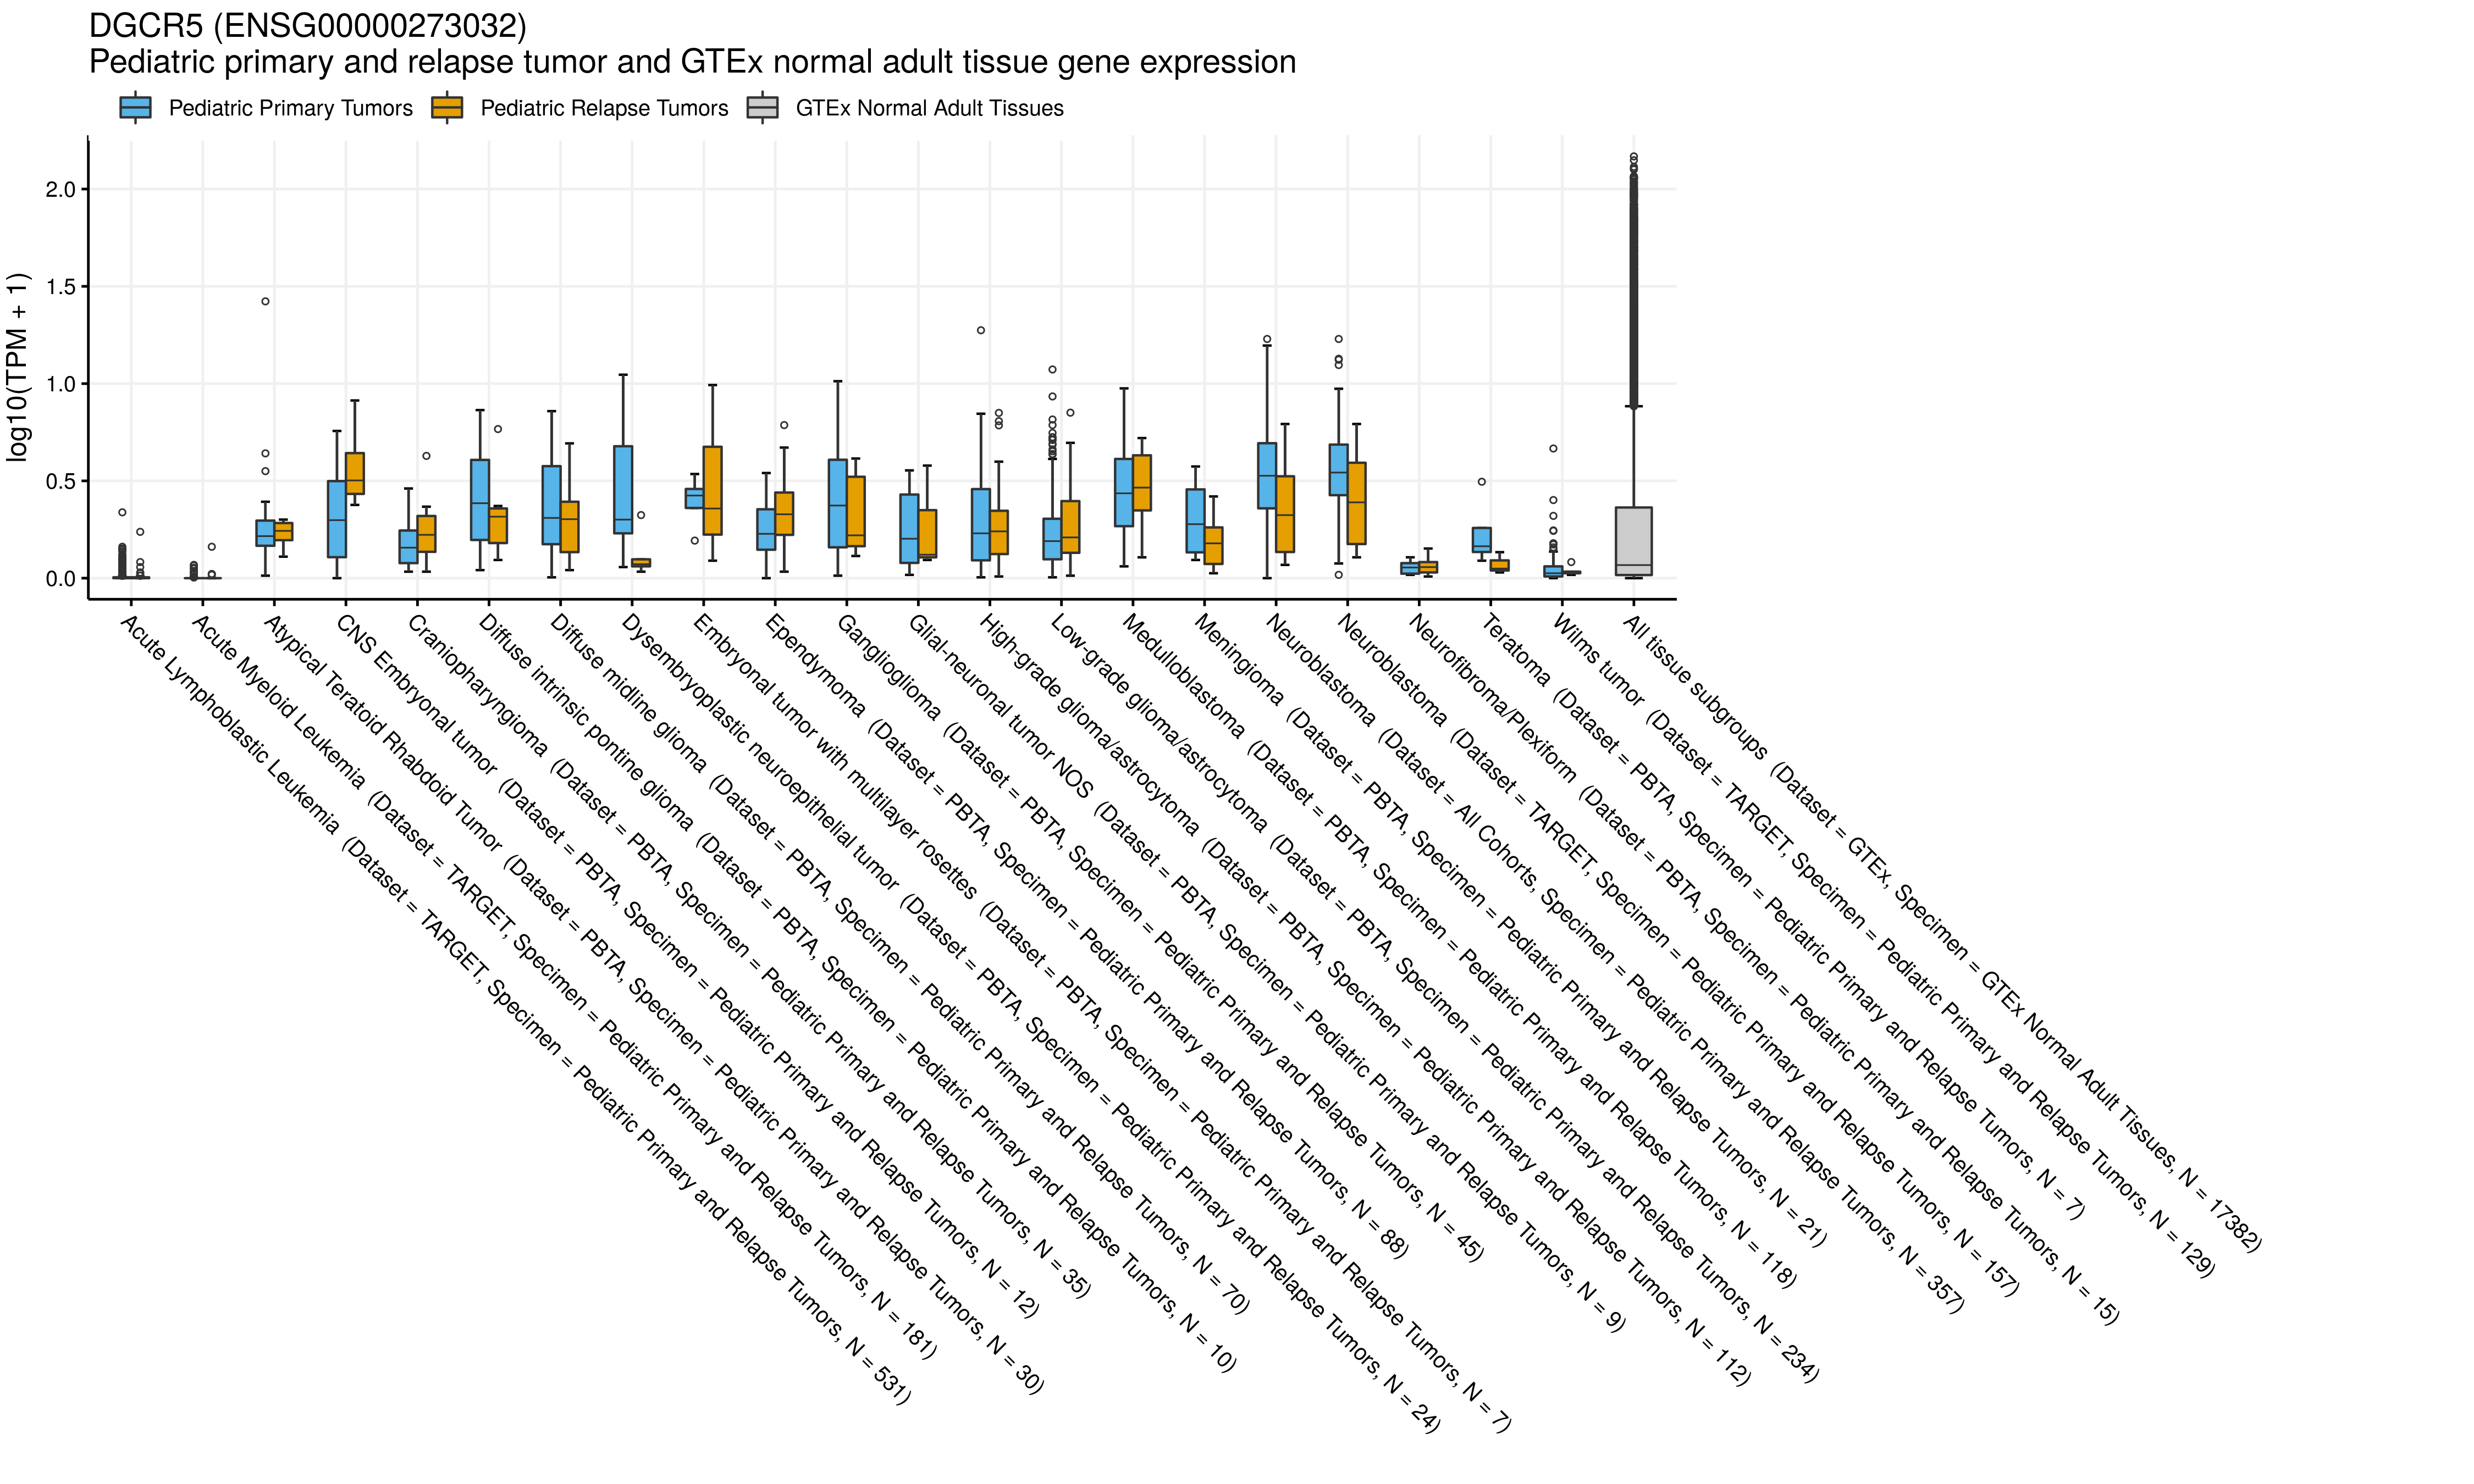 DGCR5 (ENSG00000273032)
Pediatric primary and relapse tumor and GTEx normal adult tissue gene expression
Pediatric Primary Tumors
Pediatric Relapse Tumors
GTEx Normal Adult Tissues
log10(TPM + 1)
2.0
1.5
1.0
0.5
0.0
Acute Lymphoblastic Leukemia (Dataset = TARGET, Specimen = Pediatric Primary and Relapse Tumors, N = 531)
Acute Myeloid Leukemia (Dataset = TARGET, Specimen = Pediatric Primary and Relapse Tumors, N = 181)
Atypical Teratoid Rhabdoid Tumor (Dataset = PBTA, Specimen = Pediatric Primary and Relapse Tumors, N = 30)
CNS Embryonal tumor (Dataset = PBTA, Specimen = Pediatric Primary and Relapse Tumors, N = 12)
Craniopharyngioma (Dataset = PBTA, Specimen = Pediatric Primary and Relapse Tumors, N = 35)
Diffuse intrinsic pontine glioma (Dataset = PBTA, Specimen = Pediatric Primary and Relapse Tumors, N = 10)
Diffuse midline glioma (Dataset = PBTA, Specimen = Pediatric Primary and Relapse Tumors, N = 70)
Dysembryoplastic neuroepithelial tumor (Dataset = PBTA, Specimen = Pediatric Primary and Relapse Tumors, N = 24)
Embryonal tumor with multilayer rosettes (Dataset = PBTA, Specimen = Pediatric Primary and Relapse Tumors, N = 7)
Ependymoma (Dataset = PBTA, Specimen = Pediatric Primary and Relapse Tumors, N = 88)
Ganglioglioma (Dataset = PBTA, Specimen = Pediatric Primary and Relapse Tumors, N = 45)
Glial-neuronal tumor NOS (Dataset = PBTA, Specimen = Pediatric Primary and Relapse Tumors, N = 9)
High-grade glioma/astrocytoma (Dataset = PBTA, Specimen = Pediatric Primary and Relapse Tumors, N = 112)
Low-grade glioma/astrocytoma (Dataset = PBTA, Specimen = Pediatric Primary and Relapse Tumors, N = 234)
Medulloblastoma (Dataset = PBTA, Specimen = Pediatric Primary and Relapse Tumors, N = 118)
Meningioma (Dataset = PBTA, Specimen = Pediatric Primary and Relapse Tumors, N = 21)
Neuroblastoma (Dataset = All Cohorts, Specimen = Pediatric Primary and Relapse Tumors, N = 357)
Neuroblastoma (Dataset = TARGET, Specimen = Pediatric Primary and Relapse Tumors, N = 157)
Neurofibroma/Plexiform (Dataset = PBTA, Specimen = Pediatric Primary and Relapse Tumors, N = 15)
Teratoma (Dataset = PBTA, Specimen = Pediatric Primary and Relapse Tumors, N = 7)
Wilms tumor (Dataset = TARGET, Specimen = Pediatric Primary and Relapse Tumors, N = 129)
All tissue subgroups (Dataset = GTEx, Specimen = GTEx Normal Adult Tissues, N = 17382)